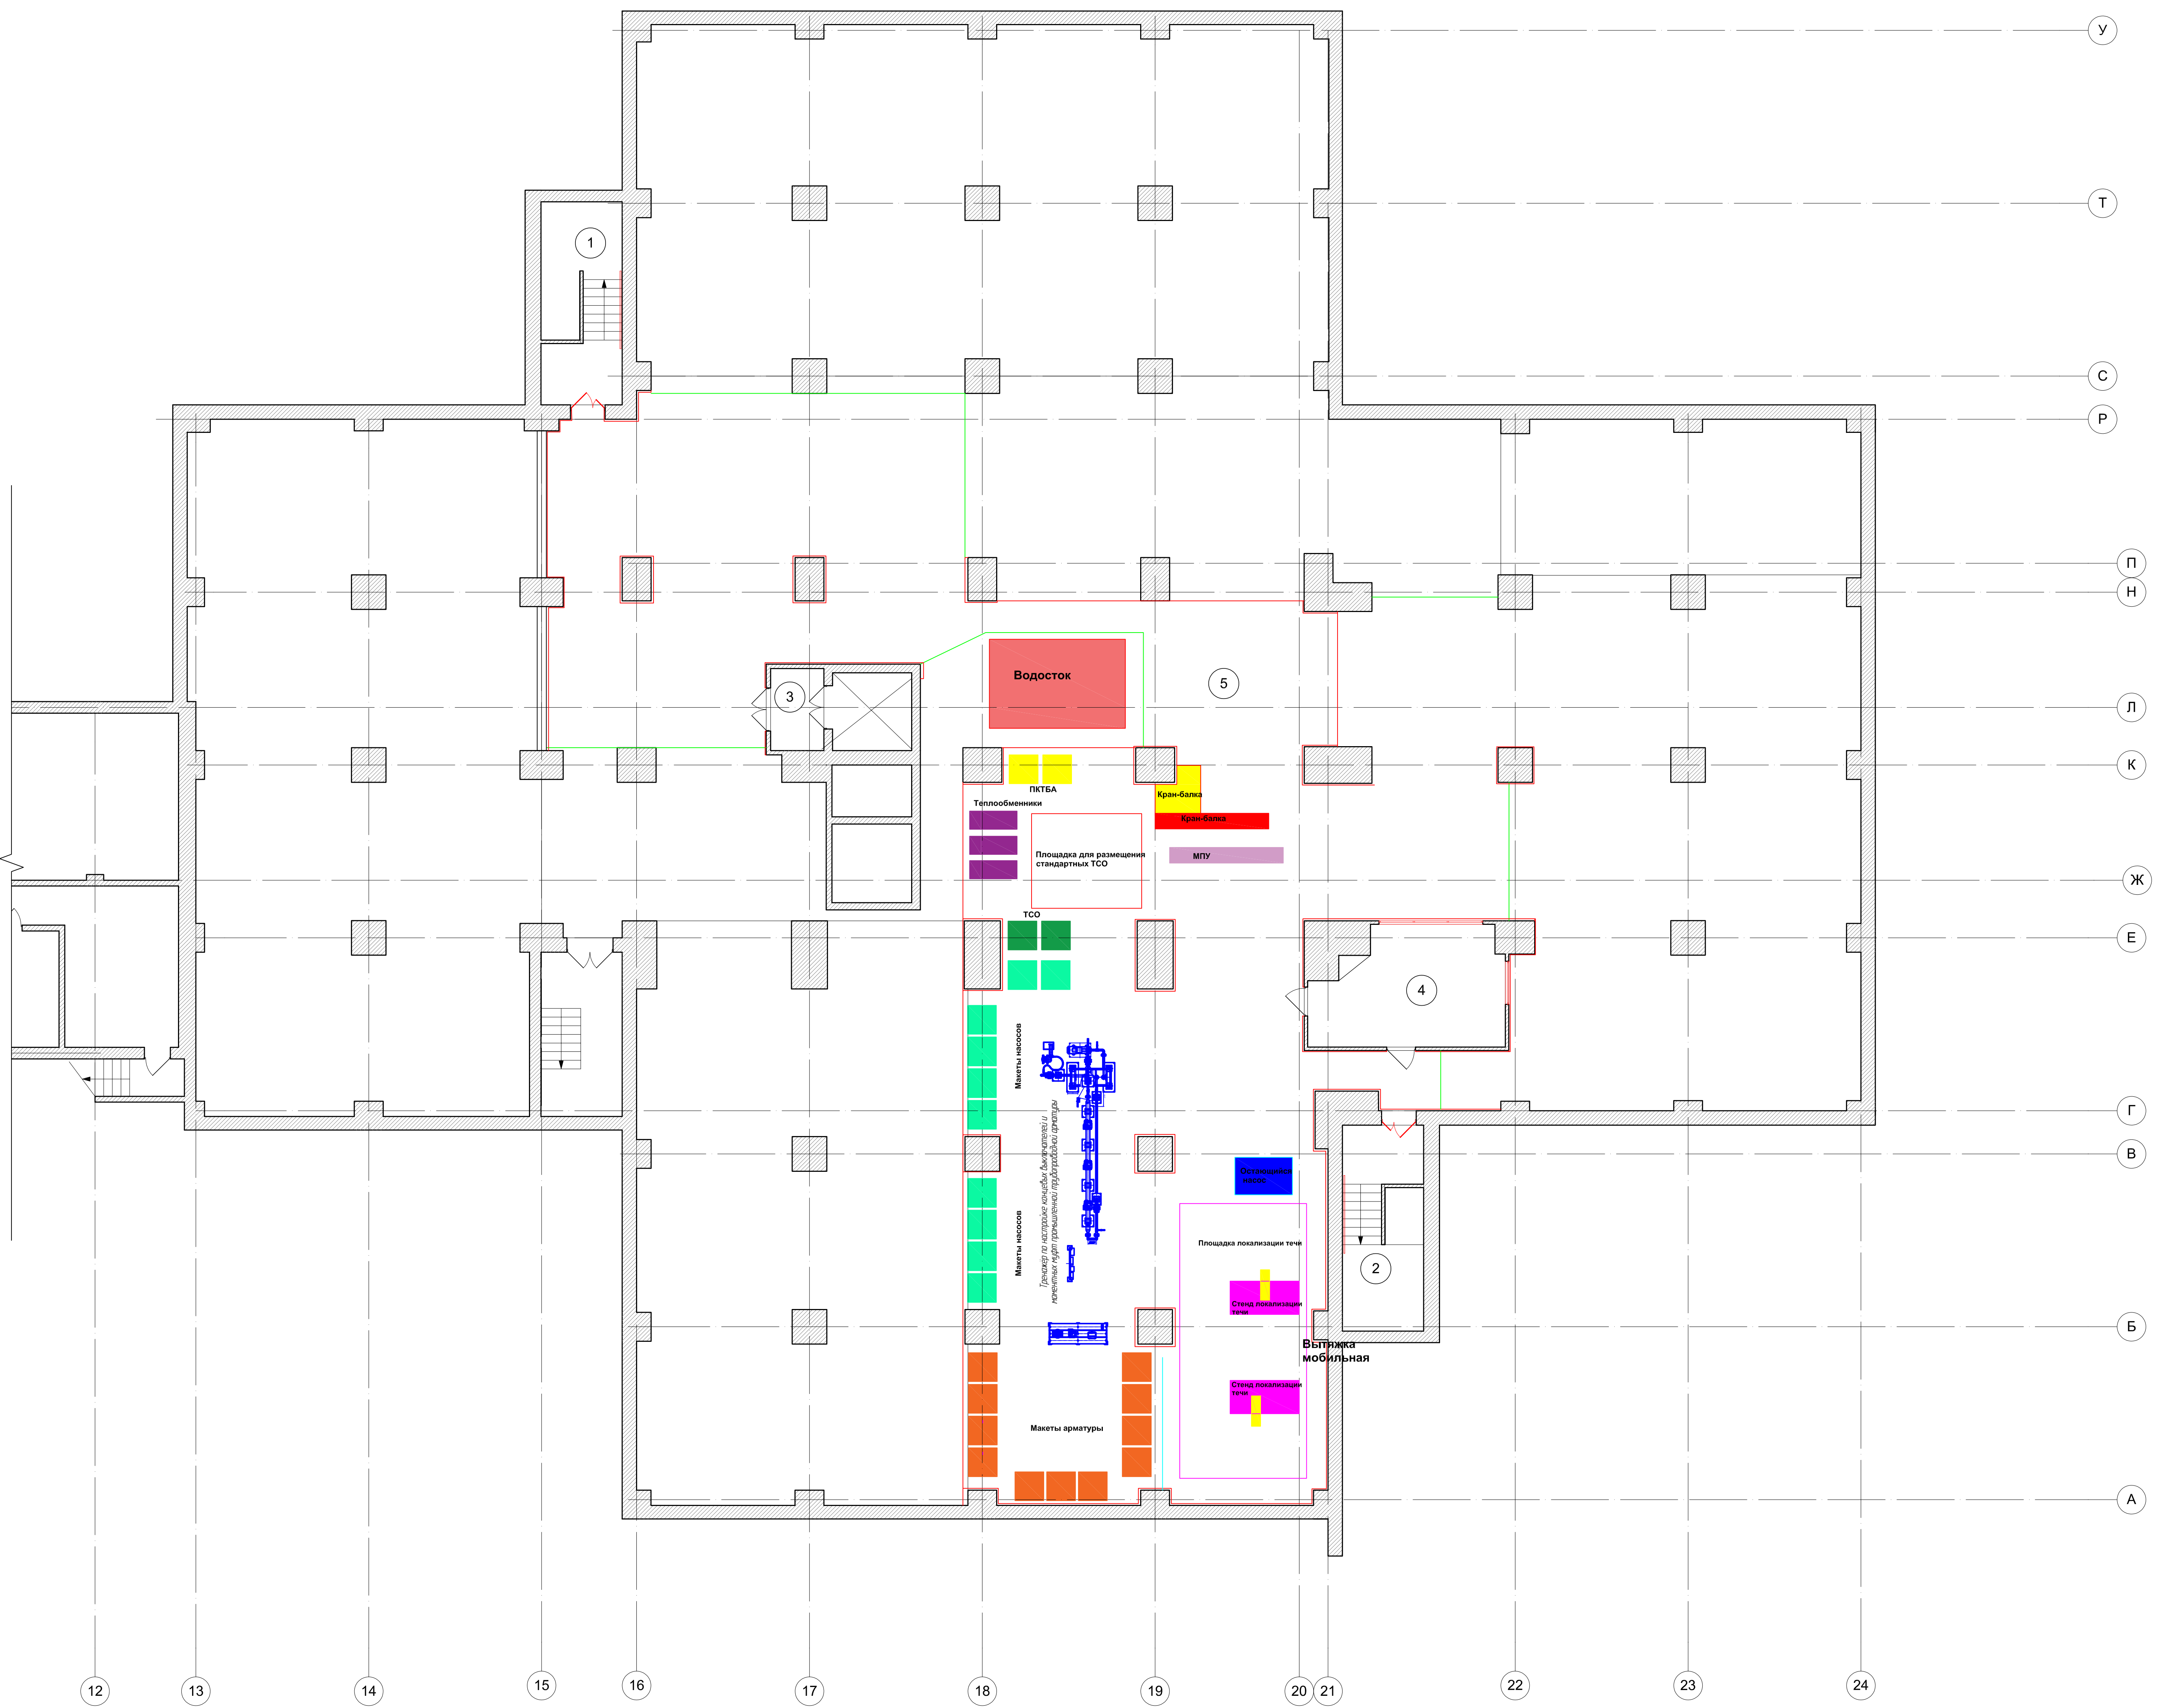 У
Т
1
С
Р
П
Н
Водосток
5
3
Л
К
ПКТБА
Кран-балка
Теплообменники
Кран-балка
Площадка для размещения
стандартных ТСО
МПУ
Ж
ТСО
Е
4
Макеты насосов
Г
Тренажёр по настройке концевых выключателей и
моментных муфт промышленной трубопроводной арматуры
В
насос
Макеты насосов
Площадка локализации течи
2
Стенд локализации
течи
Б
Вытяжка
мобильная
Стенд локализации
течи
Макеты арматуры
А
12
13
14
15
16
17
18
19
20
21
22
23
24